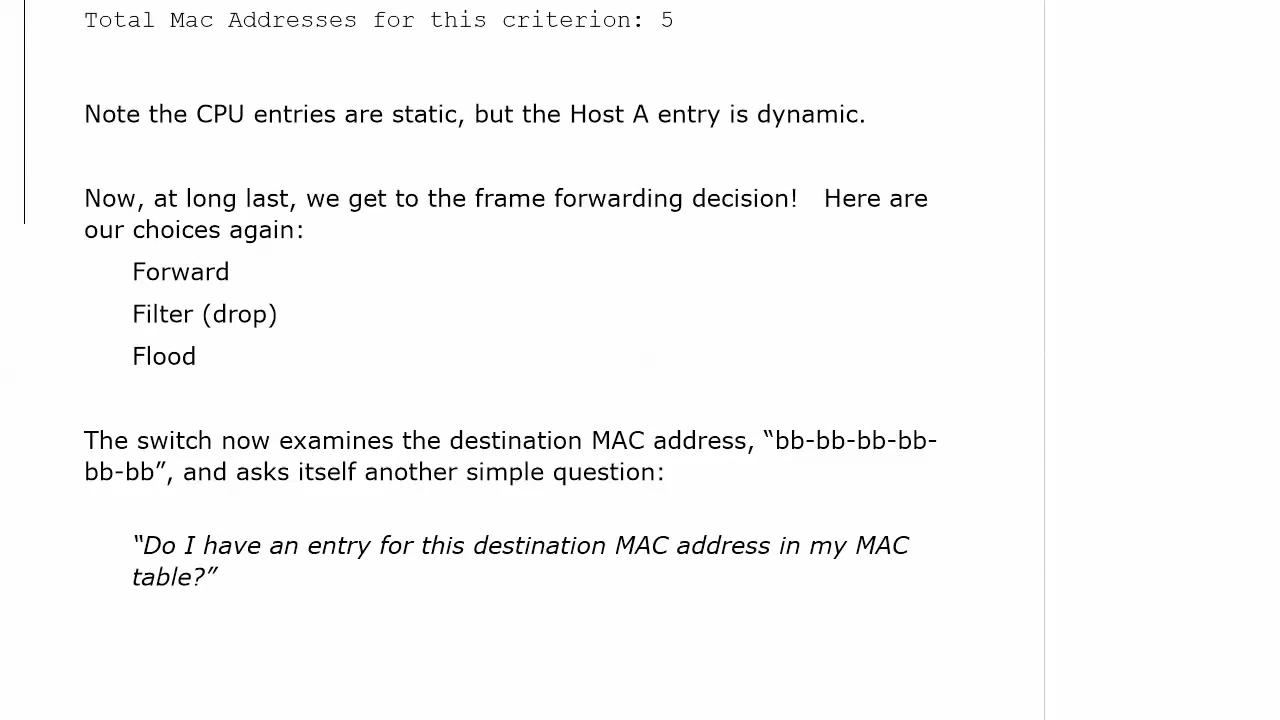 Total Mac Addresses for this criterion: 5
Note the CPU entries are static, but the Host A entry is dynamic.
Now, at long last, we get to the frame forwarding decision!   Here are
our choices again:
Forward
Filter (drop)
Flood
The switch now examines the destination MAC address, “bb-bb-bb-bb-
bb-bb”, and asks itself another simple question:
“Do I have an entry for this destination MAC address in my MAC
table?”